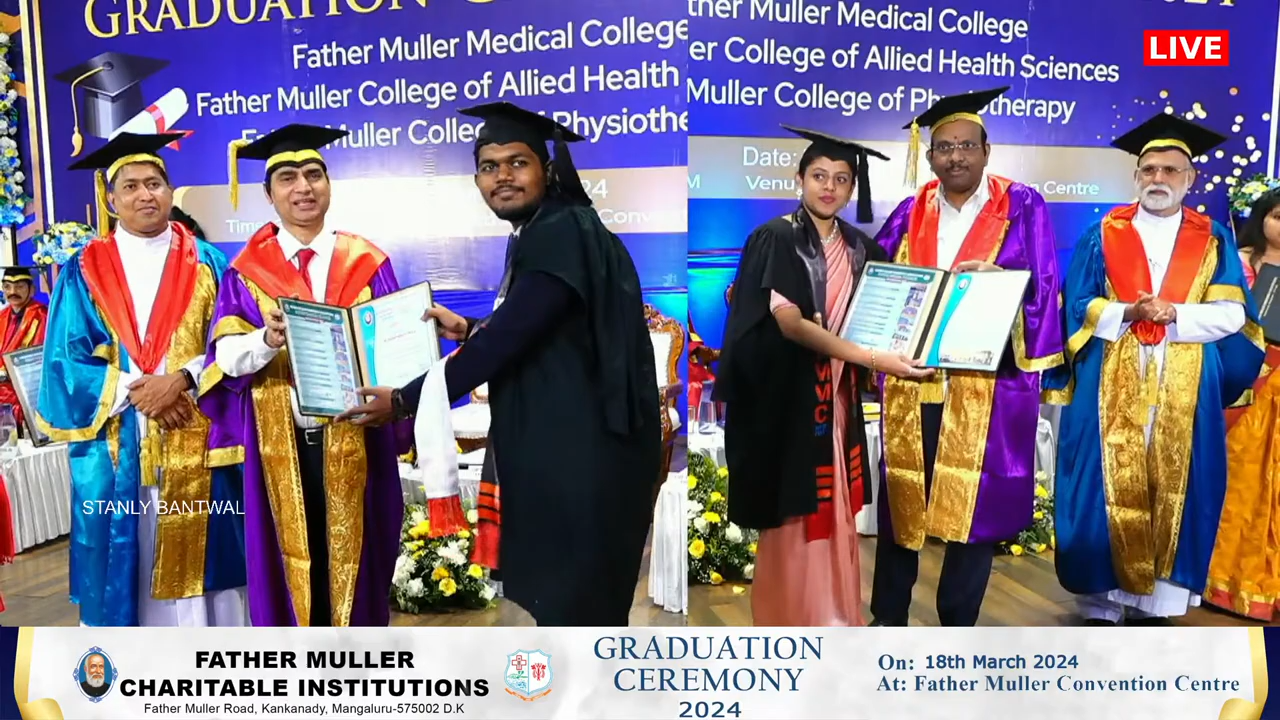 GRADUATION
Father Muller Medical College
Father Muller College of Allied Health
Muller College of Physiothe
ther Muller Medical College
er College of Allied Health Sciences
Muller College of Physiotherapy
Date:
Venu
Centre
LIVE
STANLY BANTWAL
FATHER MULLER
CHARITABLE INSTITUTIONS
Father Muller Road, Kankanady, Mangaluru-575002 D.K
GRADUATION
CEREMONY
2024
On: 18th March 2024
At: Father Muller Convention Centre